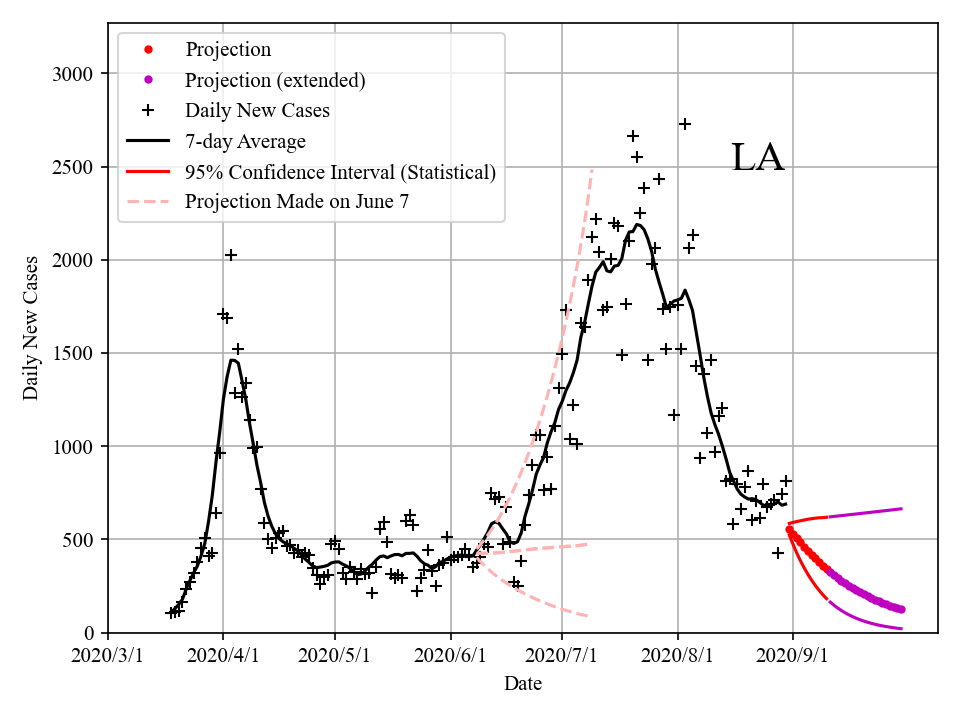 Projection
Projection (extended)
Daily New Cases
7-day Average
95% Confidence Interval (Statistical)
Projection Made on June 7
LA
3000
2500
2000
1500
1000
500
0
Daily New Cases
2020/3/1 2020/4/1 2020/5/1 2020/6/1 2020/7/1 2020/8/1 2020/9/1
Date